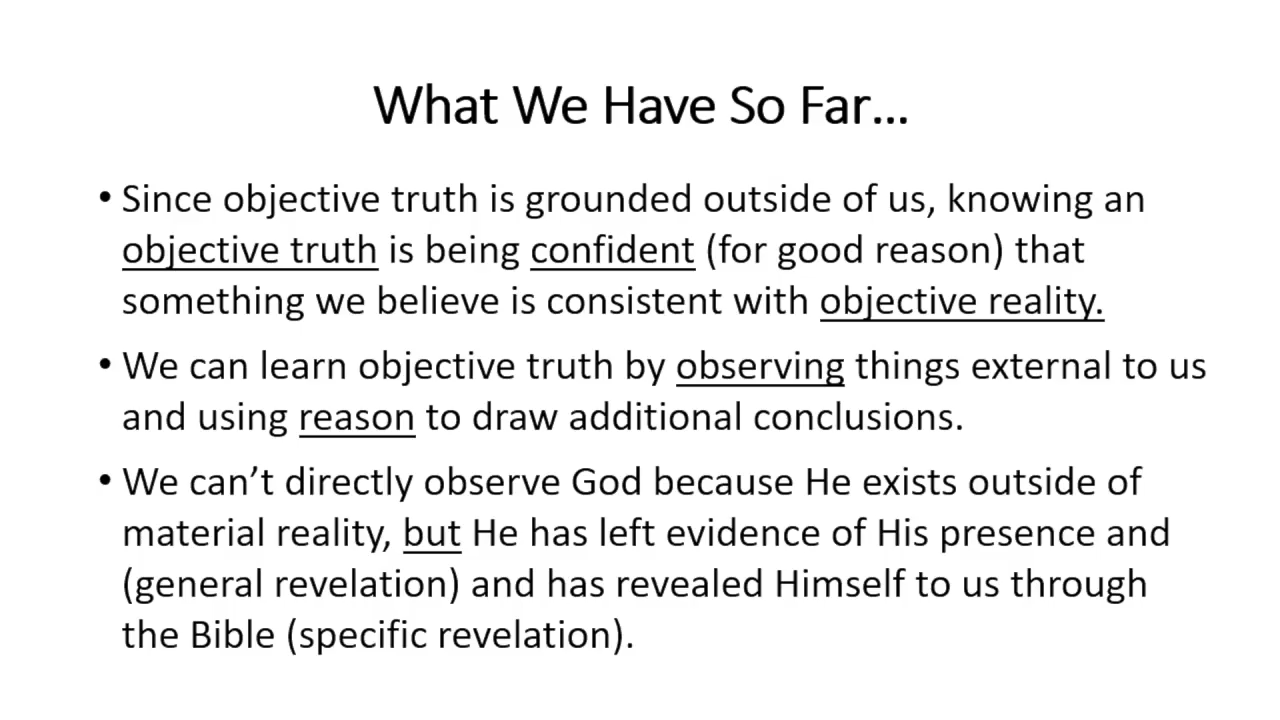 What We Have So Far...
• Since objective truth is grounded outside of us, knowing an
objective truth is being confident (for good reason) that
something we believe is consistent with objective reality.
• We can learn objective truth by observing things external to us
and using reason to draw additional conclusions.
• We can’t directly observe God because He exists outside of
material reality, but He has left evidence of His presence and
(general revelation) and has revealed Himself to us through
the Bible (specific revelation).